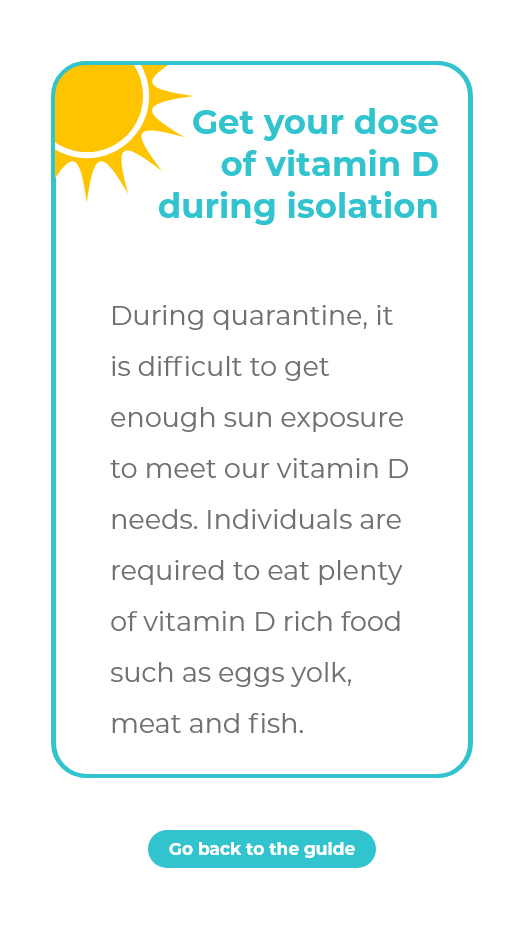 Get your dose
of vitamin D
during isolation
During quarantine, it
is difficult to get
enough sun exposure
to meet our vitamin D
needs. Individuals are
required to eat plenty
of vitamin D rich food
such as eggs yolk,
meat and fish.
Go back to the guide